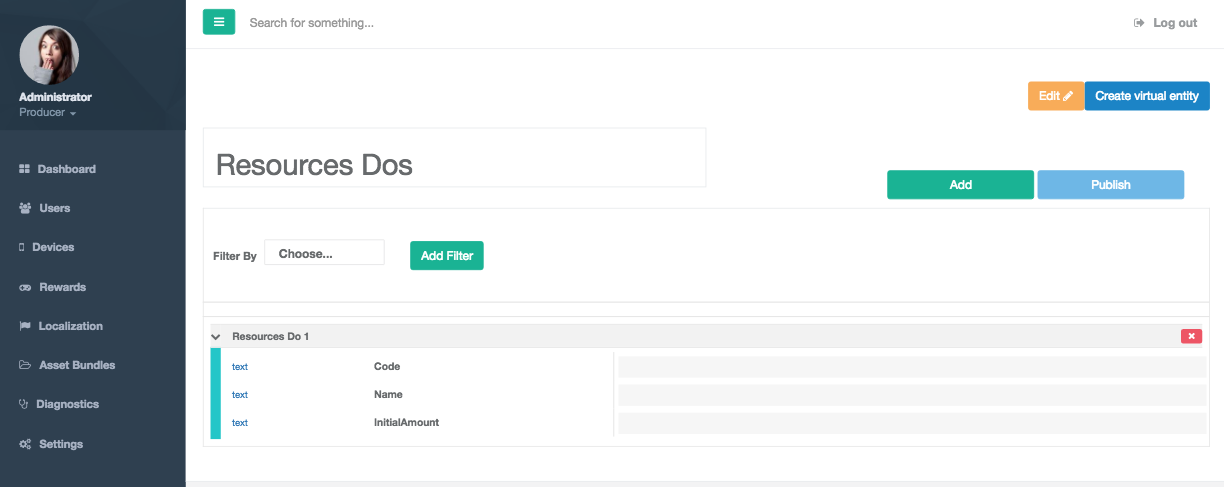 Search for something...
Log out
Administrator
Producer
Dashboard
Users
Devices
Rewards
Localization
Asset Bundles
Diagnostics
Settings
Edit
Create virtual entity
Resources Dos
Add
Publish
Filter By
Choose...
Add Filter
Resources Do 1
text
Code
text
Name
text
InitialAmount